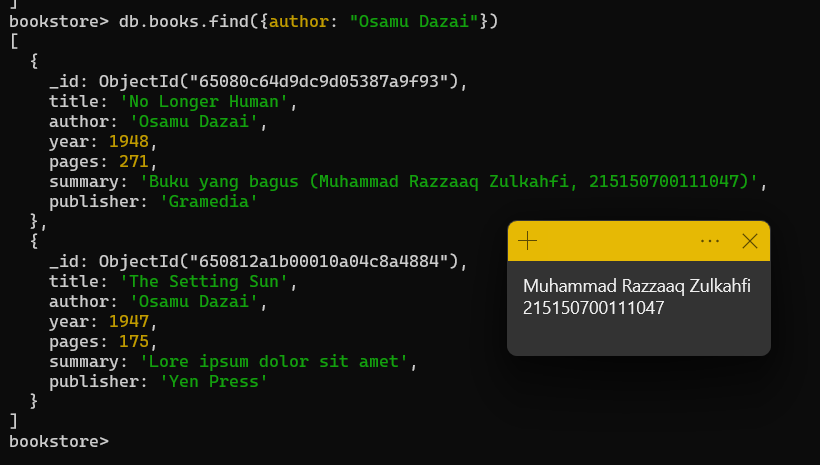 ]
bookstore> db.books.find({author: "Osamu Dazai"})
[
  {
    _id: ObjectId("65080c64d9dc9d05387a9f93"),
    title: 'No Longer Human',
    author: 'Osamu Dazai',
    year: 1948,
    pages: 271,
    summary: 'Buku yang bagus (Muhammad Razzaaq Zulkahfi, 215150700111047)',
    publisher: 'Gramedia'
  },
  {
    _id: ObjectId("650812a1b00010a04c8a4884"),
    title: 'The Setting Sun',
    author: 'Osamu Dazai',
    year: 1947,
    pages: 175,
    summary: 'Lore ipsum dolor sit amet',
    publisher: 'Yen Press'
  }
]
bookstore>
Muhammad Razzaaq Zulkahfi
215150700111047